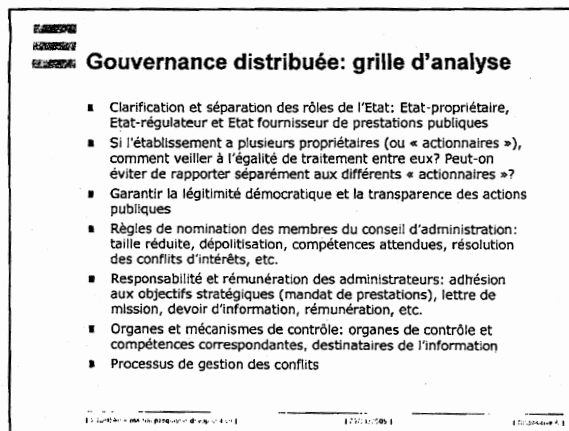 Gouvernance distribuée: grille d'analyse
Clarification et séparation des rôles de l'Etat: Etat-propriétaire,
Etat-régulateur et Etat fournisseur de prestations publiques
Si l'établissement a plusieurs propriétaires (ou « actionnaires »),
comment veiller à l'égalité de traitement entre eux? Peut-on
éviter de rapporter séparément aux différents « actionnaires »?
Garantir la légitimité démocratique et la transparence des actions
publiques
Règles de nomination des membres du conseil d'administration:
taille réduite, dépolitisation, compétences attendues, résolution
des conflits d'intérêts, etc.
Responsabilité et rémunération des administrateurs: adhésion
aux objectifs stratégiques (mandat de prestations), lettre de
mission, devoir d'information, rémunération, etc.
Organes et mécanismes de contrôle: organes de contrôle et
compétences correspondantes, destinataires de l'information
Processus de gestion des conflits